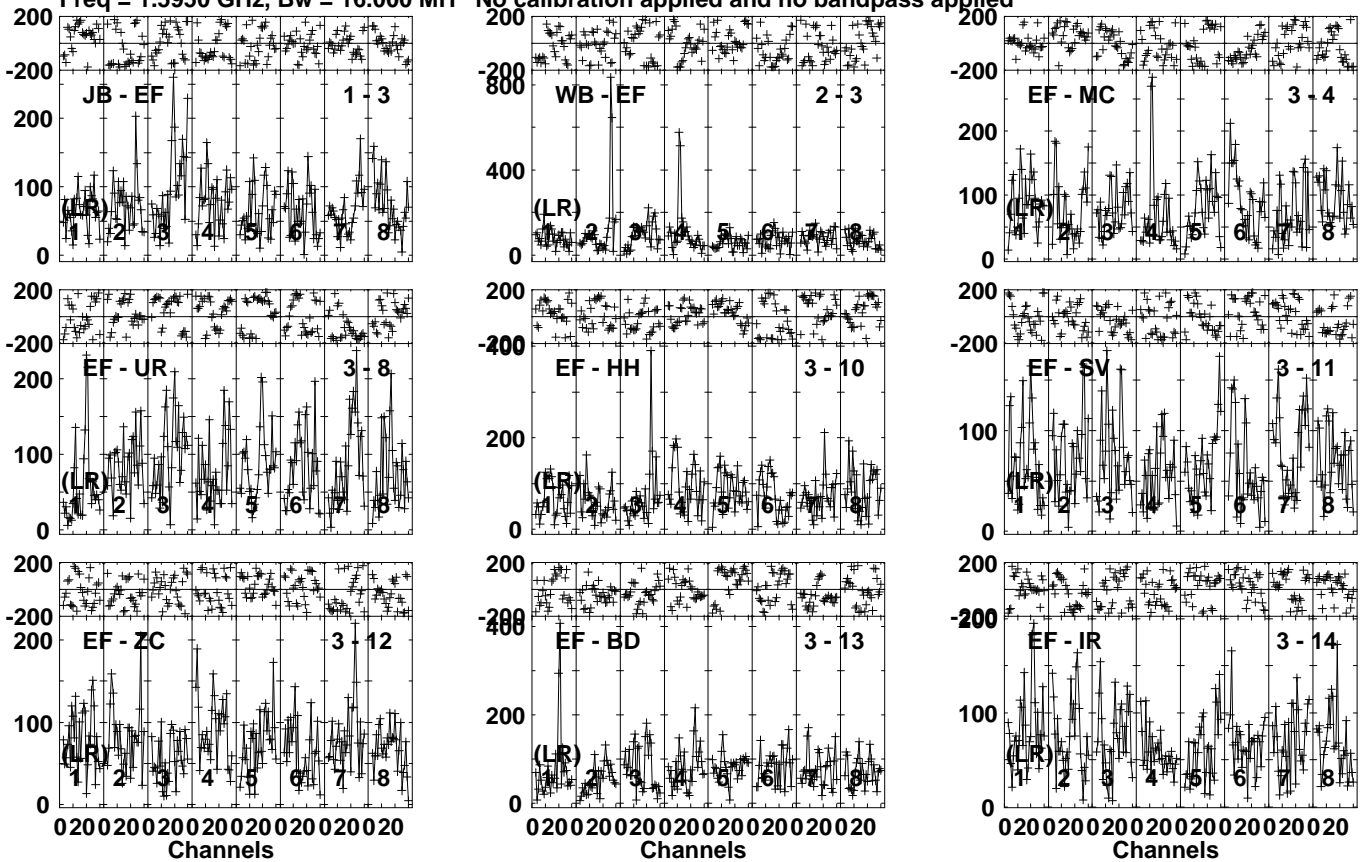 Freq = 1.5950 GHz, Bw = 16.000 MH No calibration applied and no bandpass applied
200 200 200
-200 -200 -200
JB - EF 1 - 3 WB - EF 2 - 3 EF - MC 3 - 4
200 800 200
100 400 100
(LR) (LR) (LR)
1 2 3 4 5 6 7 8 1 2 3 4 5 6 7 8 1 2 3 4 5 6 7 8
0 0 0
200 200 200
-200 -200 -200
400
EF - UR 3 - 8 EF - HH 3 - 10 EF - SV 3 - 11
200 200 100
100
(LR) (LR) (LR)
1 2 3 4 5 6 7 8 1 2 3 4 5 6 7 8 1 2 3 4 5 6 7 8
0 0 0
200 200 200
-200 -200 -200
400 200
EF - ZC 3 - 12 EF - BD 3 - 13 EF - IR 3 - 14
200 200 100
100
(LR) (LR) (LR)
1 2 3 4 5 6 7 8 1 2 3 4 5 6 7 8 1 2 3 4 5 6 7 8
0 0 0
0 20 0 20 0 20 0 20 0 20 0 20 0 20 0 20 0 20 0 20 0 20 0 20 0 20 0 20 0 20 0 20 0 20 0 20 0 20 0 20 0 20 0 20 0 20 0 20
Channels Channels Channels